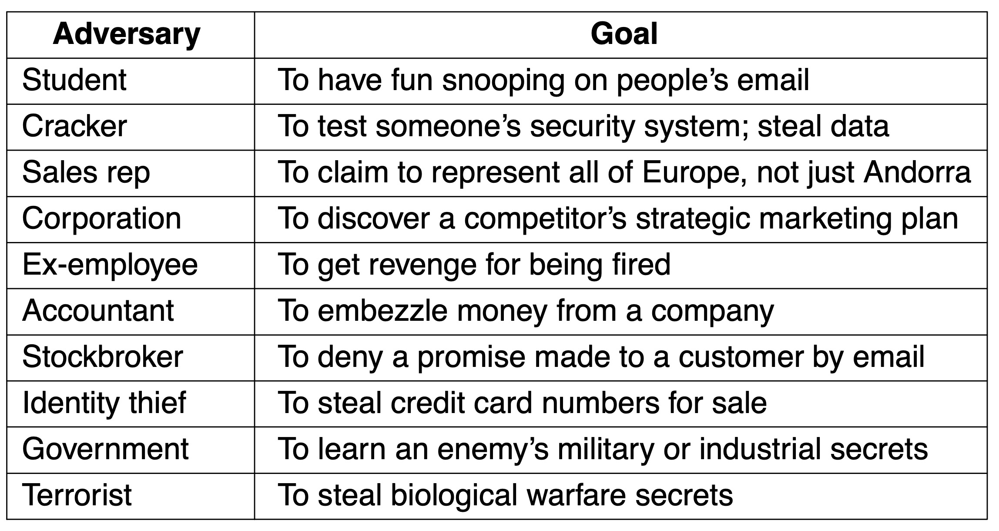 Adversary Goal
Student To have fun snooping on people’s email
Cracker To test someone’s security system; steal data
Sales rep To claim to represent all of Europe, not just Andorra
Corporation To discover a competitor’s strategic marketing plan
Ex-employee To get revenge for being fired
Accountant To embezzle money from a company
Stockbroker To deny a promise made to a customer by email
Identity thief To steal credit card numbers for sale
Government To learn an enemy’s military or industrial secrets
Terrorist To steal biological warfare secrets